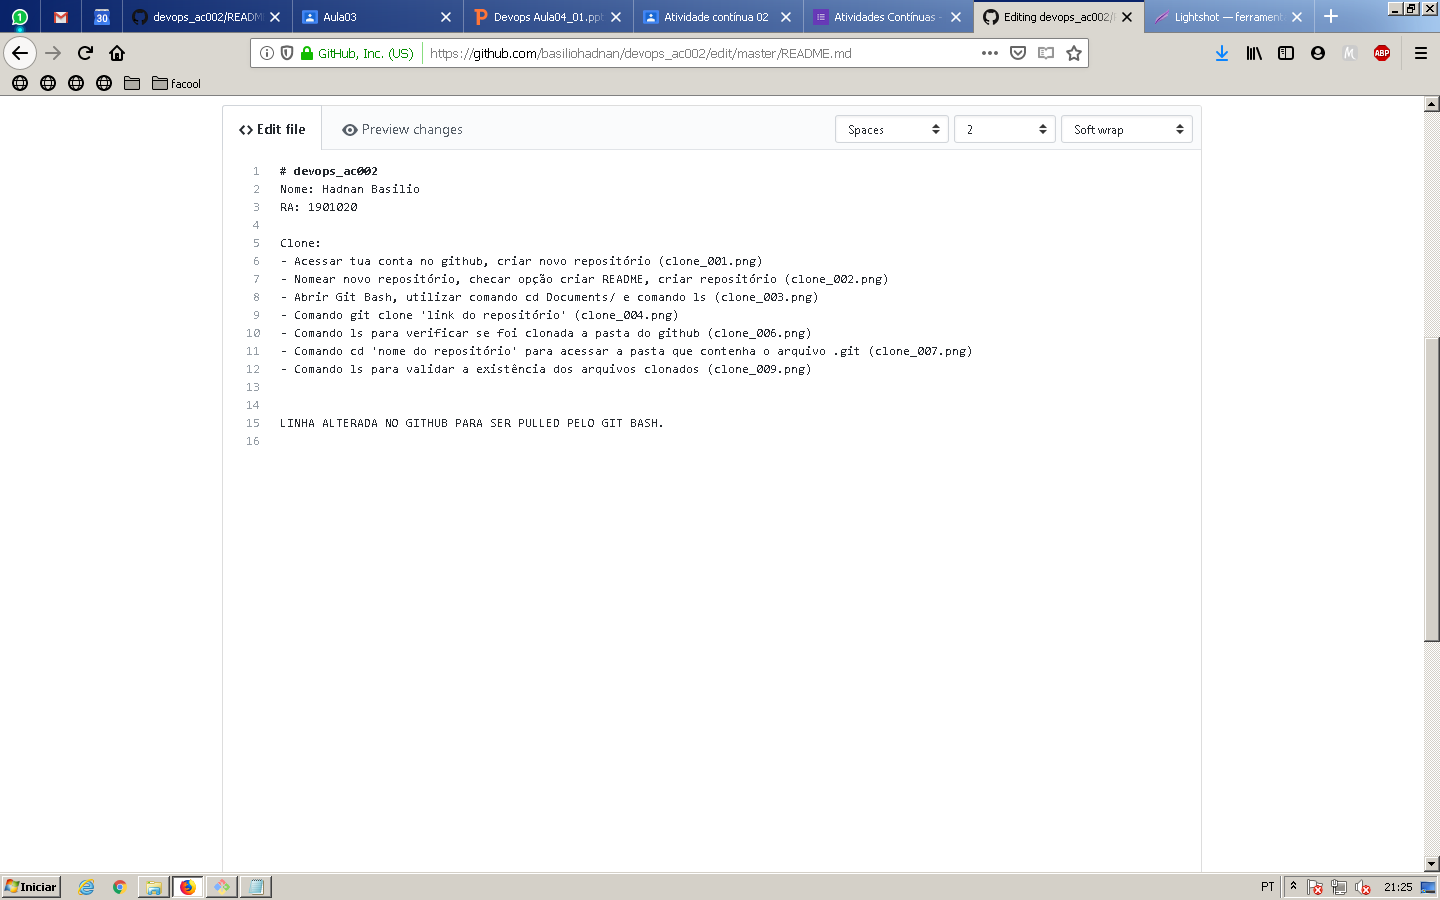 devops_ac002/READM
Aula03
Devops Aula04_01.ppt
Atividade contínua 02
Atividades Contínuas -
Editing devops_ac002/
Lightshot — ferrament
1
30
GitHub, Inc. (US)
https://github.com/basiliohadnan/devops_ac002/edit/master/README.md
ABP
facool
<> Edit file
Preview changes
Spaces
2
Soft wrap
1 # devops_ac002
2 Nome: Hadnan Basilio
3 RA: 1901020
4
5 Clone:
6 - Acessar tua conta no github, criar novo repositório (clone_001.png)
7 - Nomear novo repositório, checar opção criar README, criar repositório (clone_002.png)
8 - Abrir Git Bash, utilizar comando cd Documents/ e comando ls (clone_003.png)
9 - Comando git clone 'link do repositório' (clone_004.png)
10 - Comando ls para verificar se foi clonada a pasta do github (clone_006.png)
11 - Comando cd 'nome do repositório' para acessar a pasta que contenha o arquivo .git (clone_007.png)
12 - Comando ls para validar a existência dos arquivos clonados (clone_009.png)
13
14
15 LINHA ALTERADA NO GITHUB PARA SER PULLED PELO GIT BASH.
16
Iniciar
PT
21:25